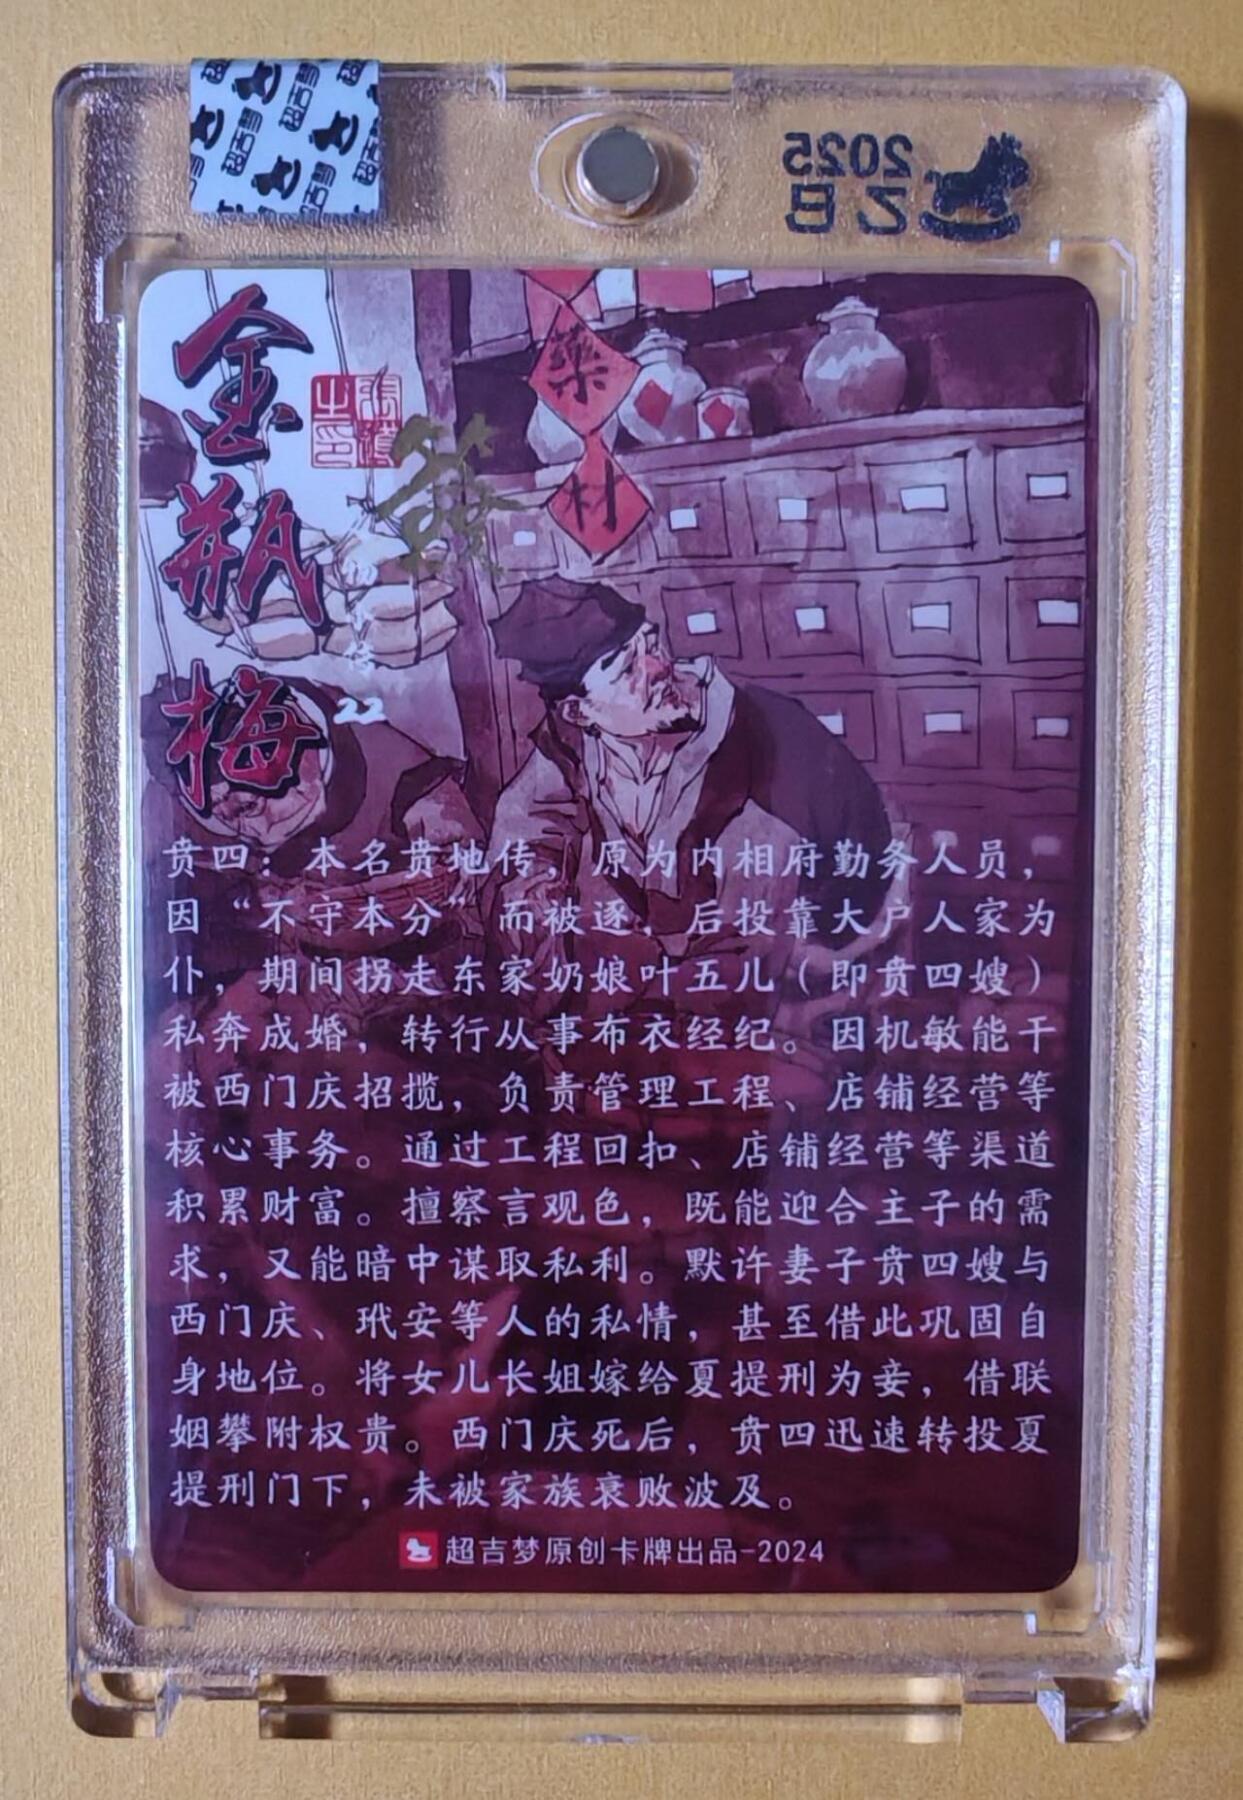 超吉梦
2025
乙巳
金瓶梅
藥材
22
贲四：本名贲地传，原为内相府勤务人员，
因“不守本分”而被逐，后投靠大户人家为
仆，期间拐走东家奶娘叶五儿（即贲四嫂）
私奔成婚，转行从事布衣经纪。因机敏能干
被西门庆招揽，负责管理工程、店铺经营等
核心事务。通过工程回扣、店铺经营等渠道
积累财富。擅察言观色，既能迎合主子的需
求，又能暗中谋取私利。默许妻子贲四嫂与
西门庆、玳安等人的私情，甚至借此巩固自
身地位。将女儿长姐嫁给夏提刑为妾，借联
姻攀附权贵。西门庆死后，贲四迅速转投夏
提刑门下，未被家族衰败波及。
超吉梦原创卡牌出品-2024